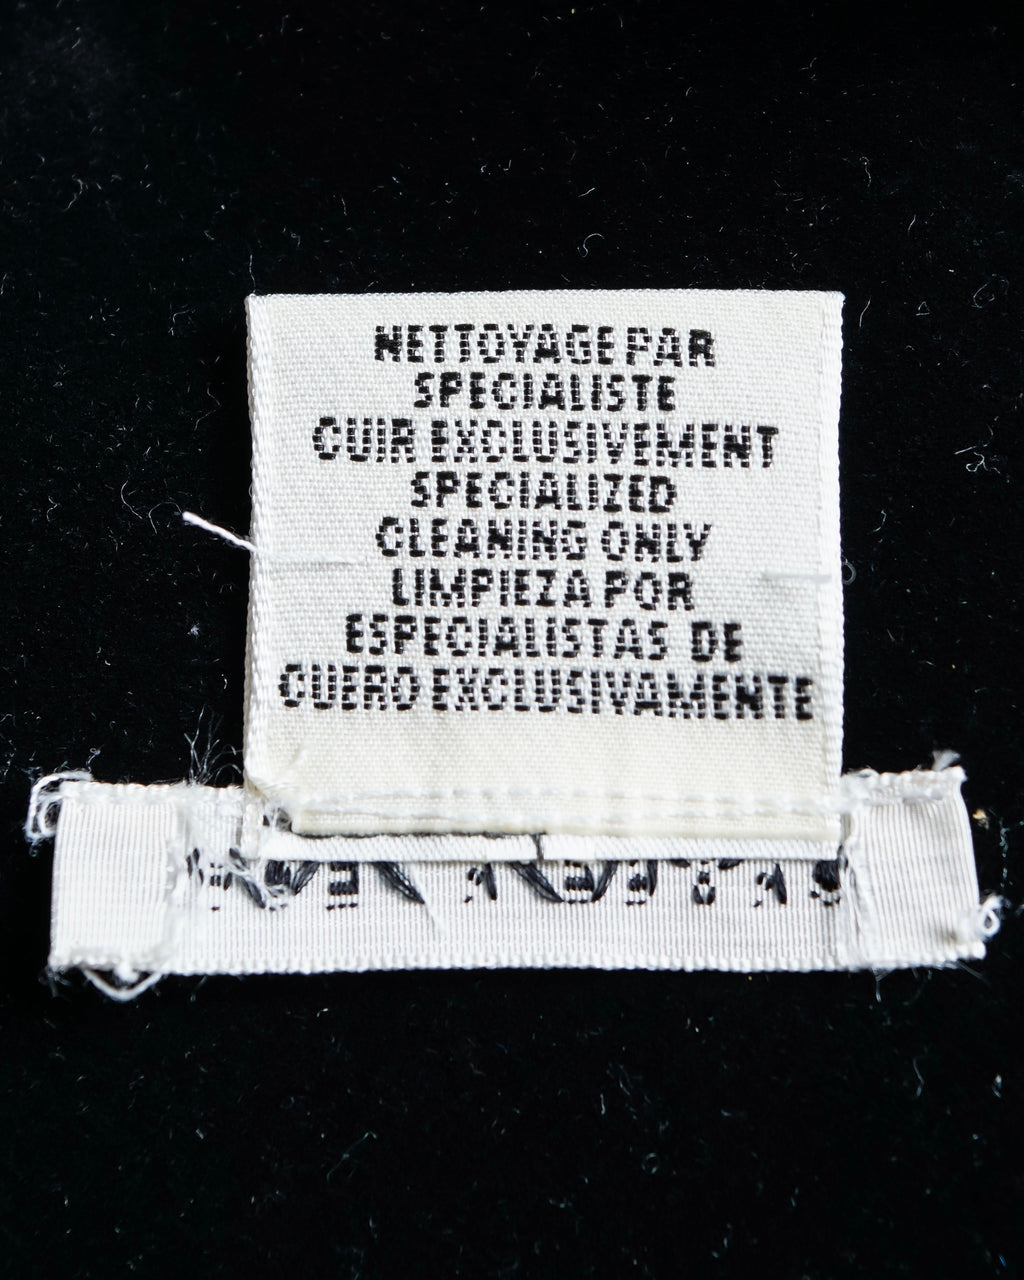 NETTOYAGE PAR
SPECIALISTE
CUIR EXCLUSIVEMENT
SPECIALIZED
CLEANING ONLY
LIMPIEZA POR
ESPECIALISTAS DE
CUERO EXCLUSIVAMENTE